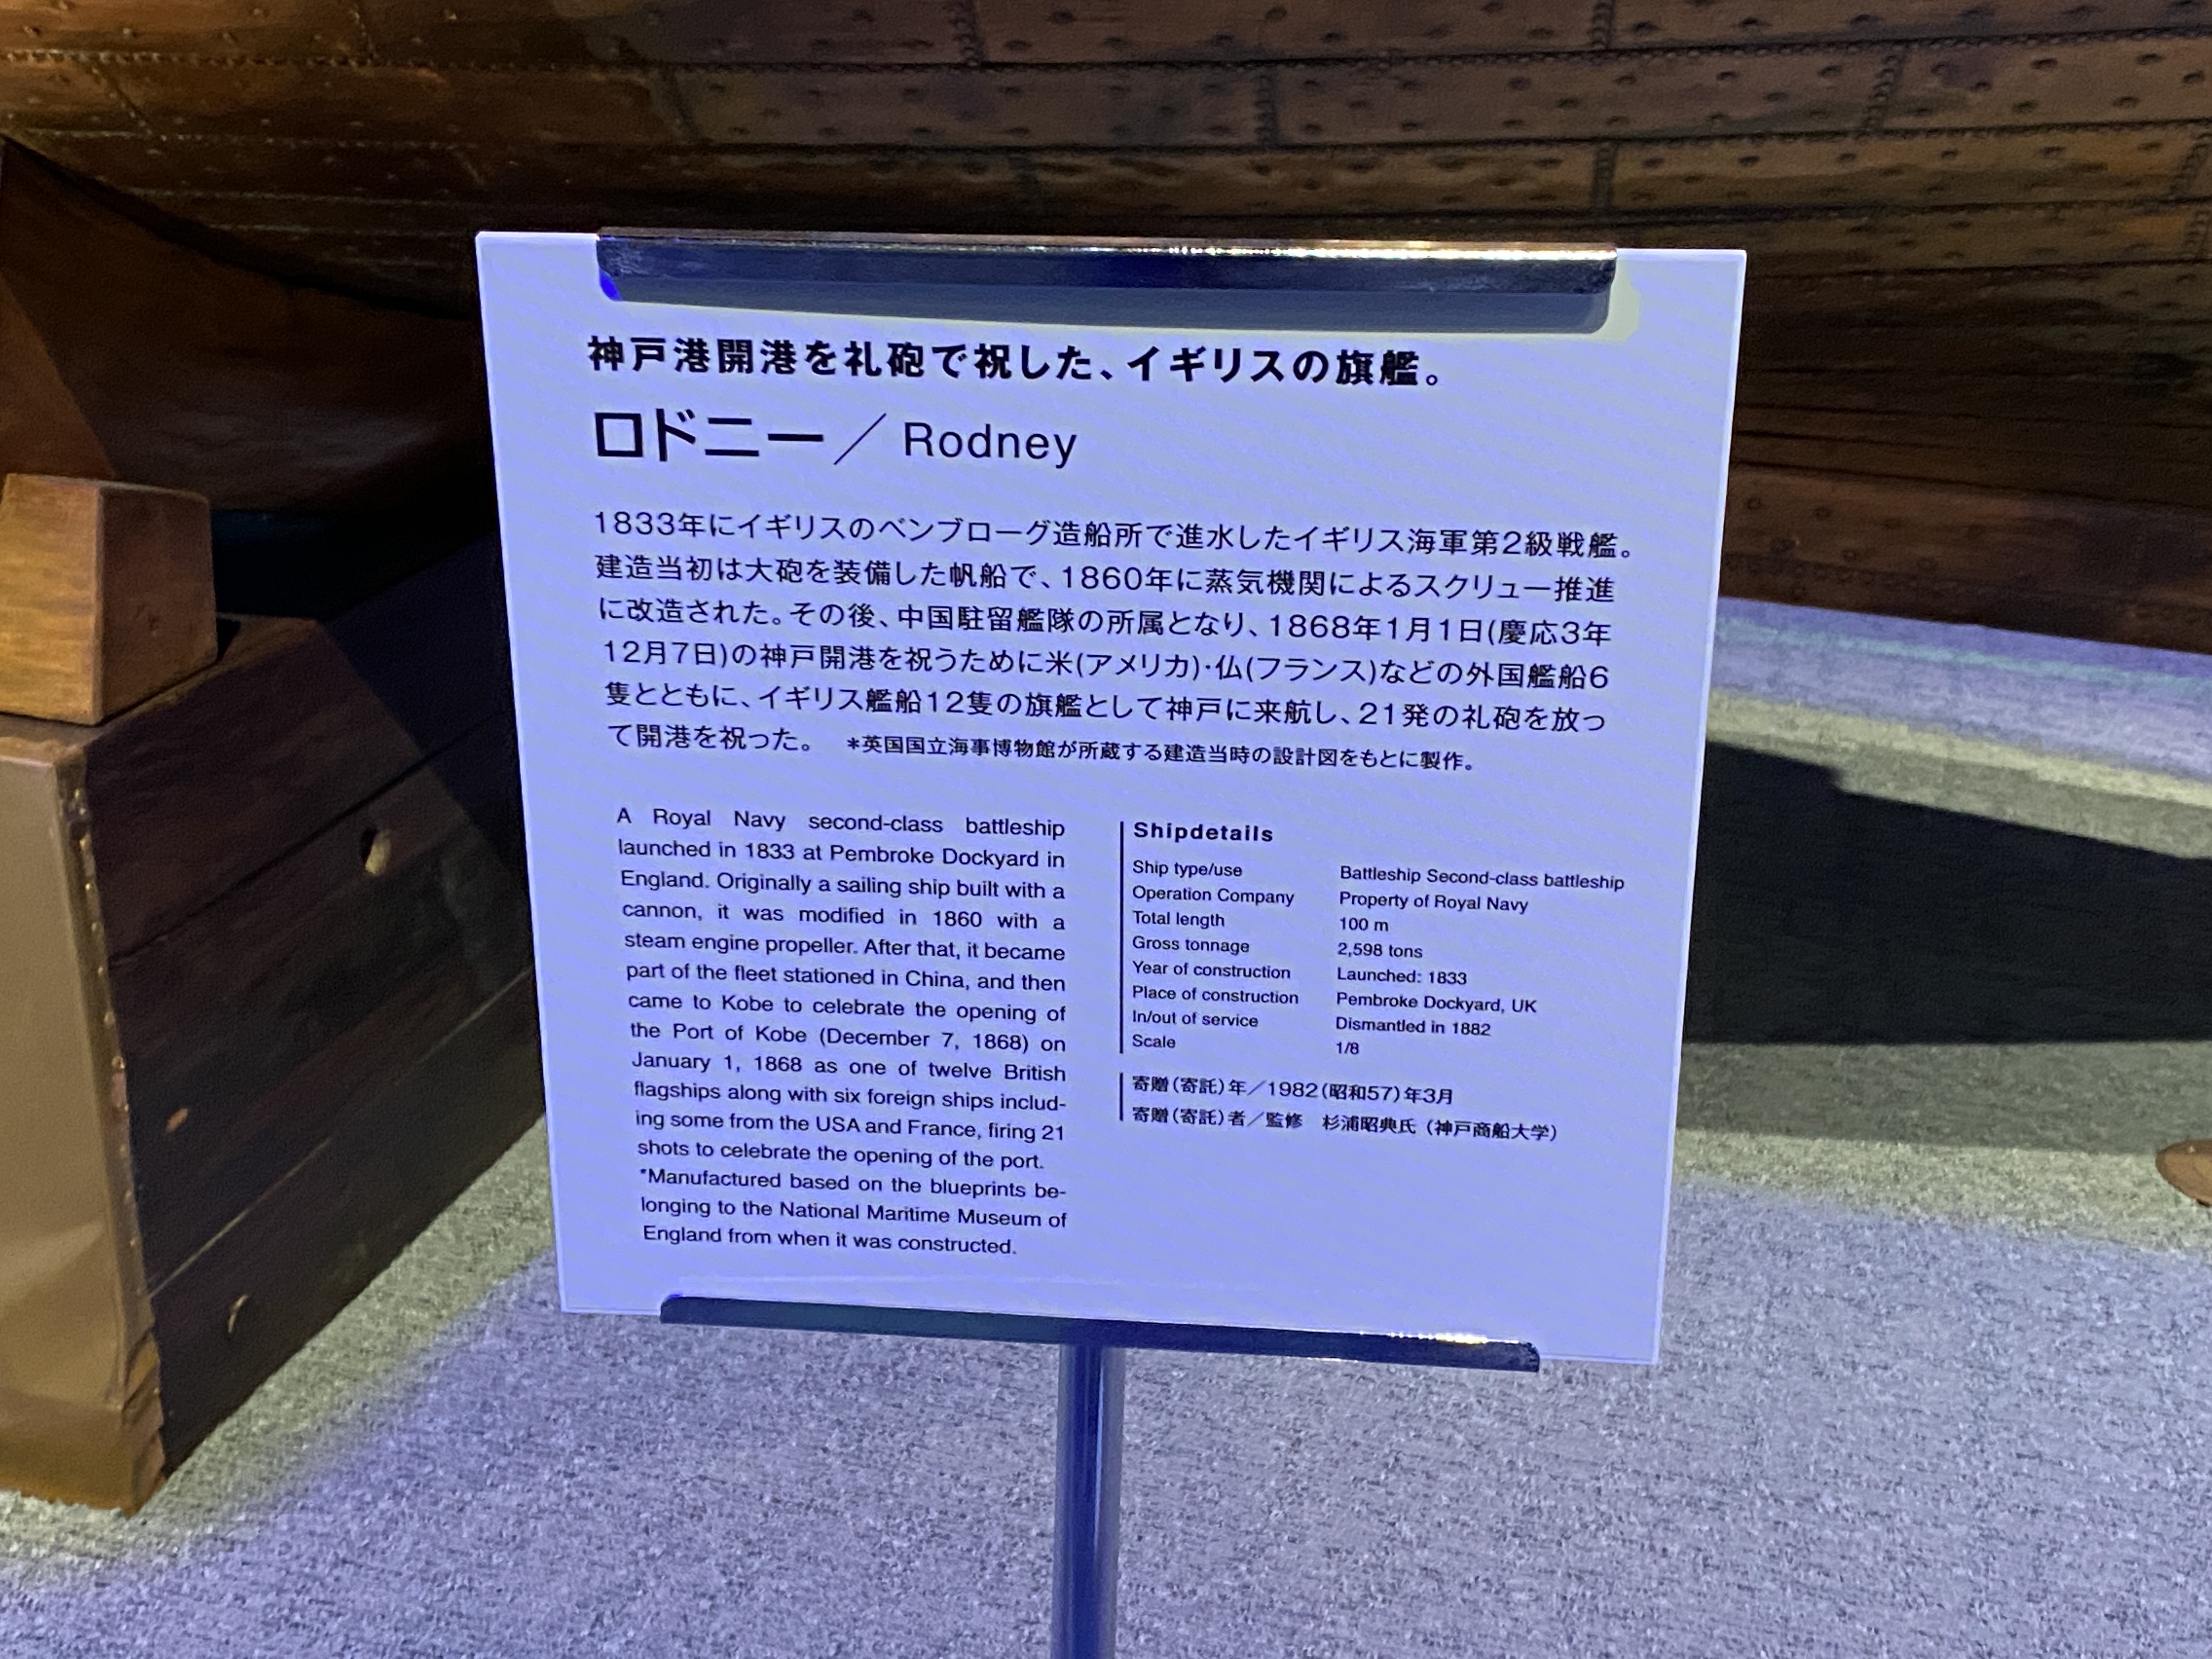 神戸港開港を礼砲で祝した、イギリスの旗艦。
ロドニー／Rodney
1833年にイギリスのペンブローグ造船所で進水したイギリス海軍第2級戦艦。
建造当初は大砲を装備した帆船で、1860年に蒸気機関によるスクリュー推進
に改造された。その後、中国駐留艦隊の所属となり、1868年1月1日(慶応3年
12月7日)の神戸開港を祝うために米(アメリカ)・仏(フランス)などの外国艦船6
隻とともに、イギリス艦船12隻の旗艦として神戸に来航し、21発の礼砲を放っ
て開港を祝った。 *英国国立海事博物館が所蔵する建造当時の設計図をもとに製作。
A Royal Navy second-class battleship
launched in 1833 at Pembroke Dockyard in
England. Originally a sailing ship built with a
cannon, it was modified in 1860 with a
steam engine propeller. After that, it became
part of the fleet stationed in China, and then
came to Kobe to celebrate the opening of
the Port of Kobe (December 7, 1868) on
January 1, 1868 as one of twelve British
flagships along with six foreign ships includ-
ing some from the USA and France, firing 21
shots to celebrate the opening of the port.
*Manufactured based on the blueprints be-
longing to the National Maritime Museum of
England from when it was constructed.
Shipdetails
Ship type/use Battleship Second-class battleship
Operation Company Property of Royal Navy
Total length 100 m
Gross tonnage 2,598 tons
Year of construction Launched: 1833
Place of construction Pembroke Dockyard, UK
In/out of service Dismantled in 1882
Scale 1/8
寄贈(寄託)年／1982(昭和57)年3月
寄贈(寄託)者／監修 杉浦昭典氏(神戸商船大学)